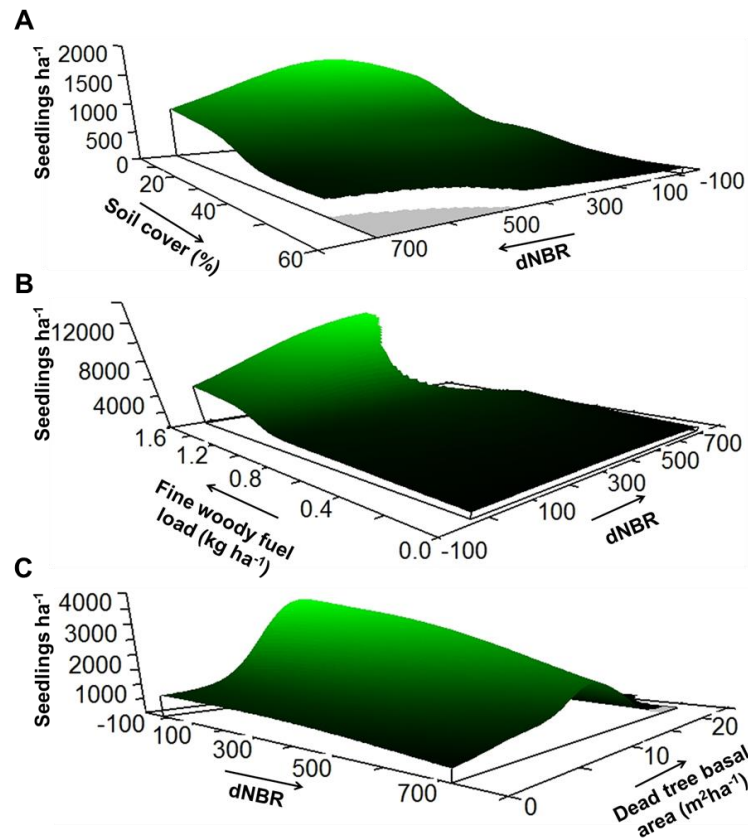 A
Seedlings ha-1
2000
1500
1000
500
0
20
40
60
Soil cover (%)
700
500
300
100
-100
dNBR
B
Seedlings ha-1
12000
8000
4000
1.6
1.2
0.8
0.4
0.0
Fine woody fuel
load (kg ha-1)
-100
100
300
500
700
dNBR
C
Seedlings ha-1
4000
3000
2000
1000
-100
100
300
500
700
dNBR
0
10
20
Dead tree basal
area (m2ha-1)